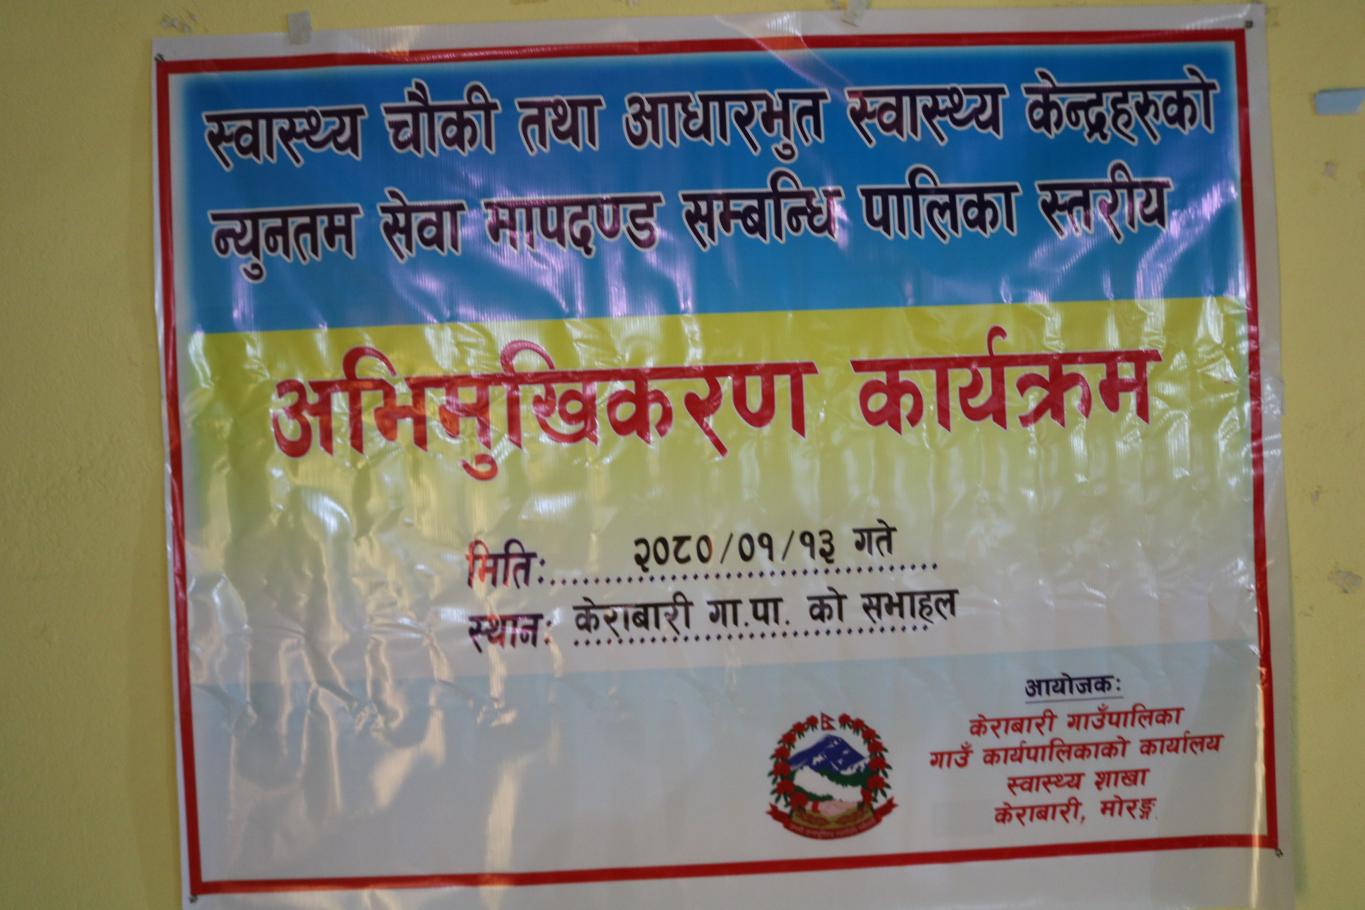 स्वास्थ्य चौकी तथा आधारभुत स्वास्थ्य केन्द्रहरुको
न्युनतम सेवा मापदण्ड सम्बन्धि पालिका स्तरीय
अभिमुखिकरण कार्यक्रम
मितिः २०८०/०१/१३ गते
स्थानः केराबारी गा.पा. को सभाहल
आयोजकः
केराबारी गाउँपालिका
गाउँ कार्यपालिकाको कार्यालय
स्वास्थ्य शाखा
केराबारी, मोरङ्ग